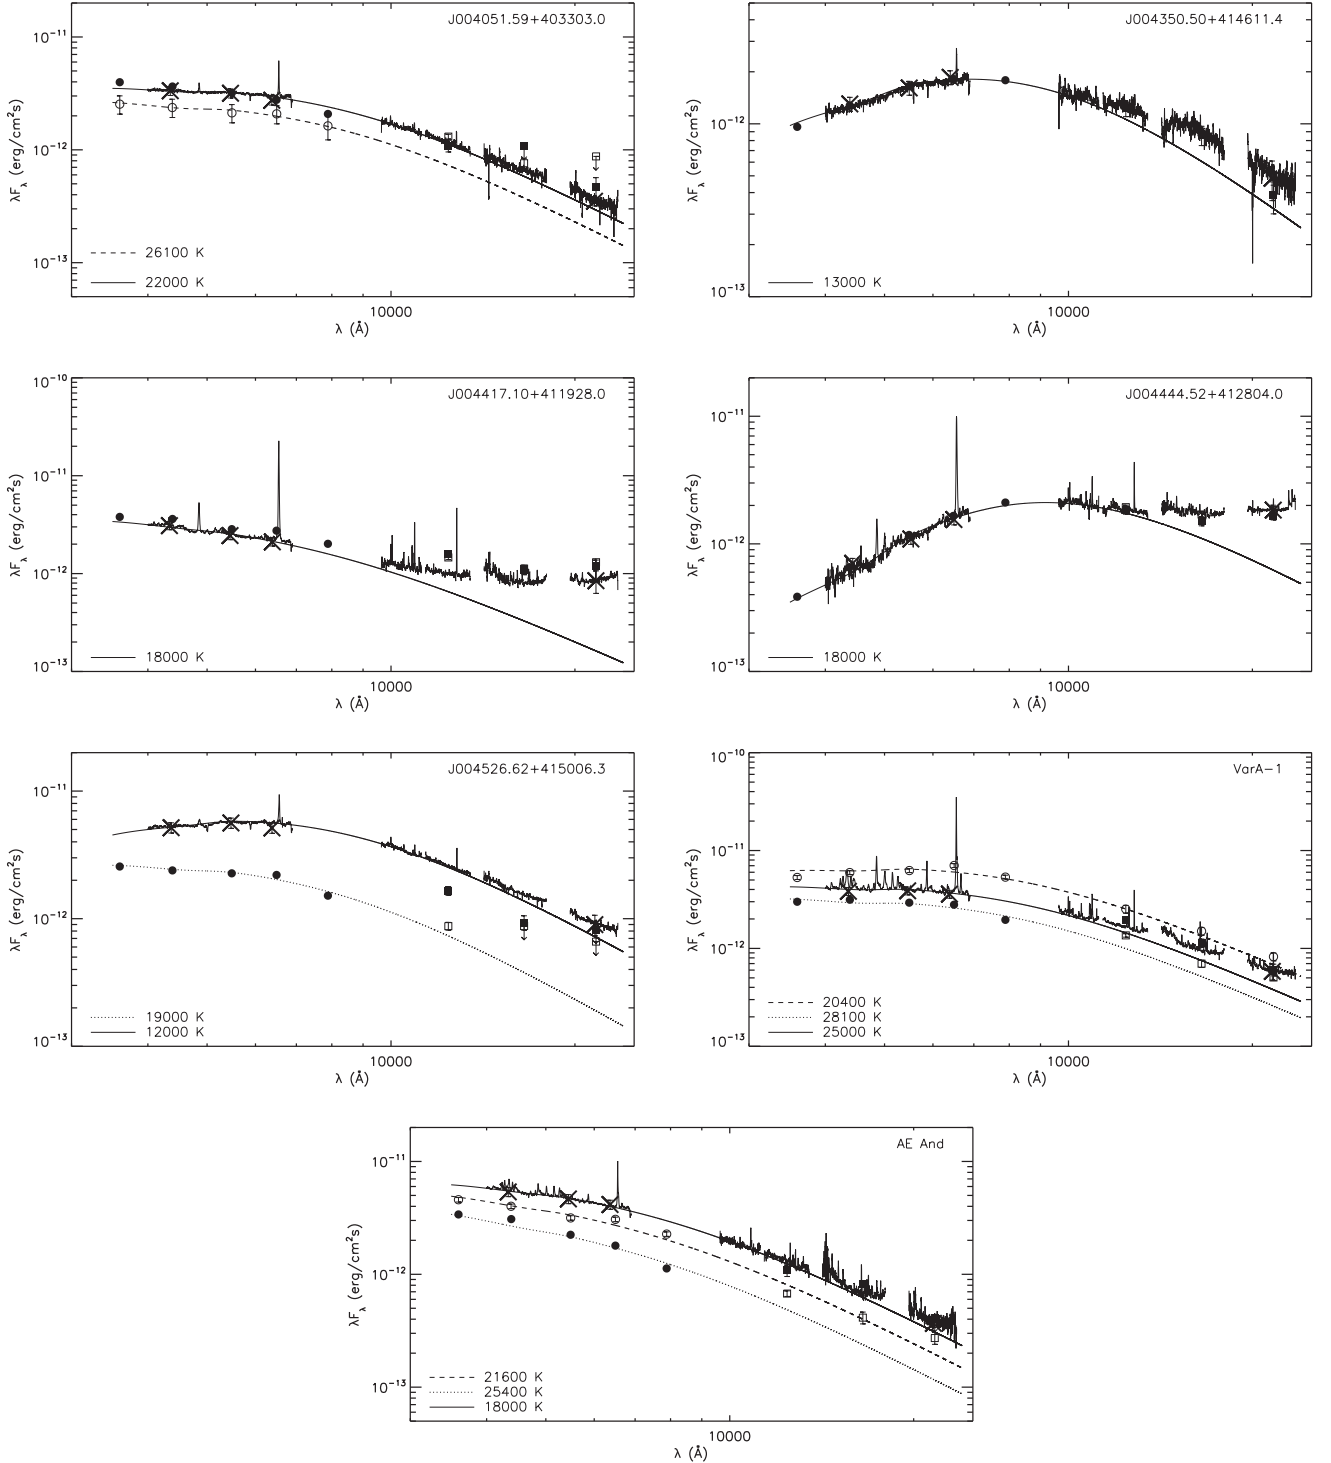 J004051.59+403303.0
10⁻¹¹
10⁻¹²
10⁻¹³
λF_λ (erg/cm²s)
26100 K
22000 K
10000
λ (Å)
J004350.50+414611.4
10⁻¹²
10⁻¹³
λF_λ (erg/cm²s)
13000 K
10000
λ (Å)
J004417.10+411928.0
10⁻¹⁰
10⁻¹¹
10⁻¹²
10⁻¹³
λF_λ (erg/cm²s)
18000 K
10000
λ (Å)
J004444.52+412804.0
10⁻¹¹
10⁻¹²
10⁻¹³
λF_λ (erg/cm²s)
18000 K
10000
λ (Å)
J004526.62+415006.3
10⁻¹¹
10⁻¹²
10⁻¹³
λF_λ (erg/cm²s)
19000 K
12000 K
10000
λ (Å)
VarA-1
10⁻¹⁰
10⁻¹¹
10⁻¹²
10⁻¹³
λF_λ (erg/cm²s)
20400 K
28100 K
25000 K
10000
λ (Å)
AE And
10⁻¹¹
10⁻¹²
10⁻¹³
λF_λ (erg/cm²s)
21600 K
25400 K
18000 K
10000
λ (Å)